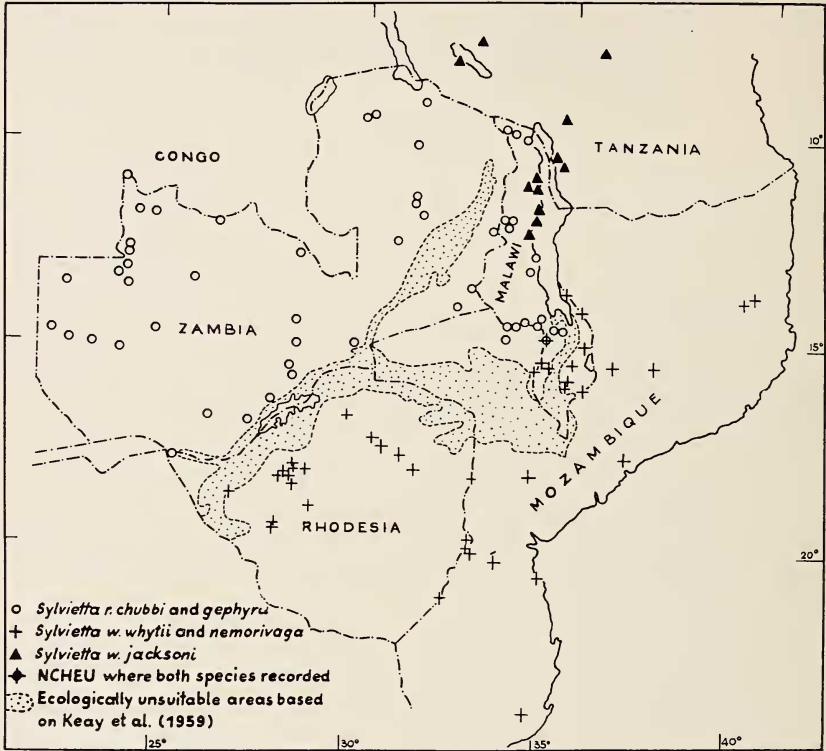 CONGO
TANZANIA
10°
ZAMBIA
MALAWI
15°
MOZAMBIQUE
RHODESIA
20°
Sylvietta r. chubbi and gephyra
Sylvietta w. whytii and nemorivaga
Sylvietta w. jacksoni
NCHEU where both species recorded
Ecologically unsuitable areas based
on Keay et al. (1959)
25°
30°
35°
40°